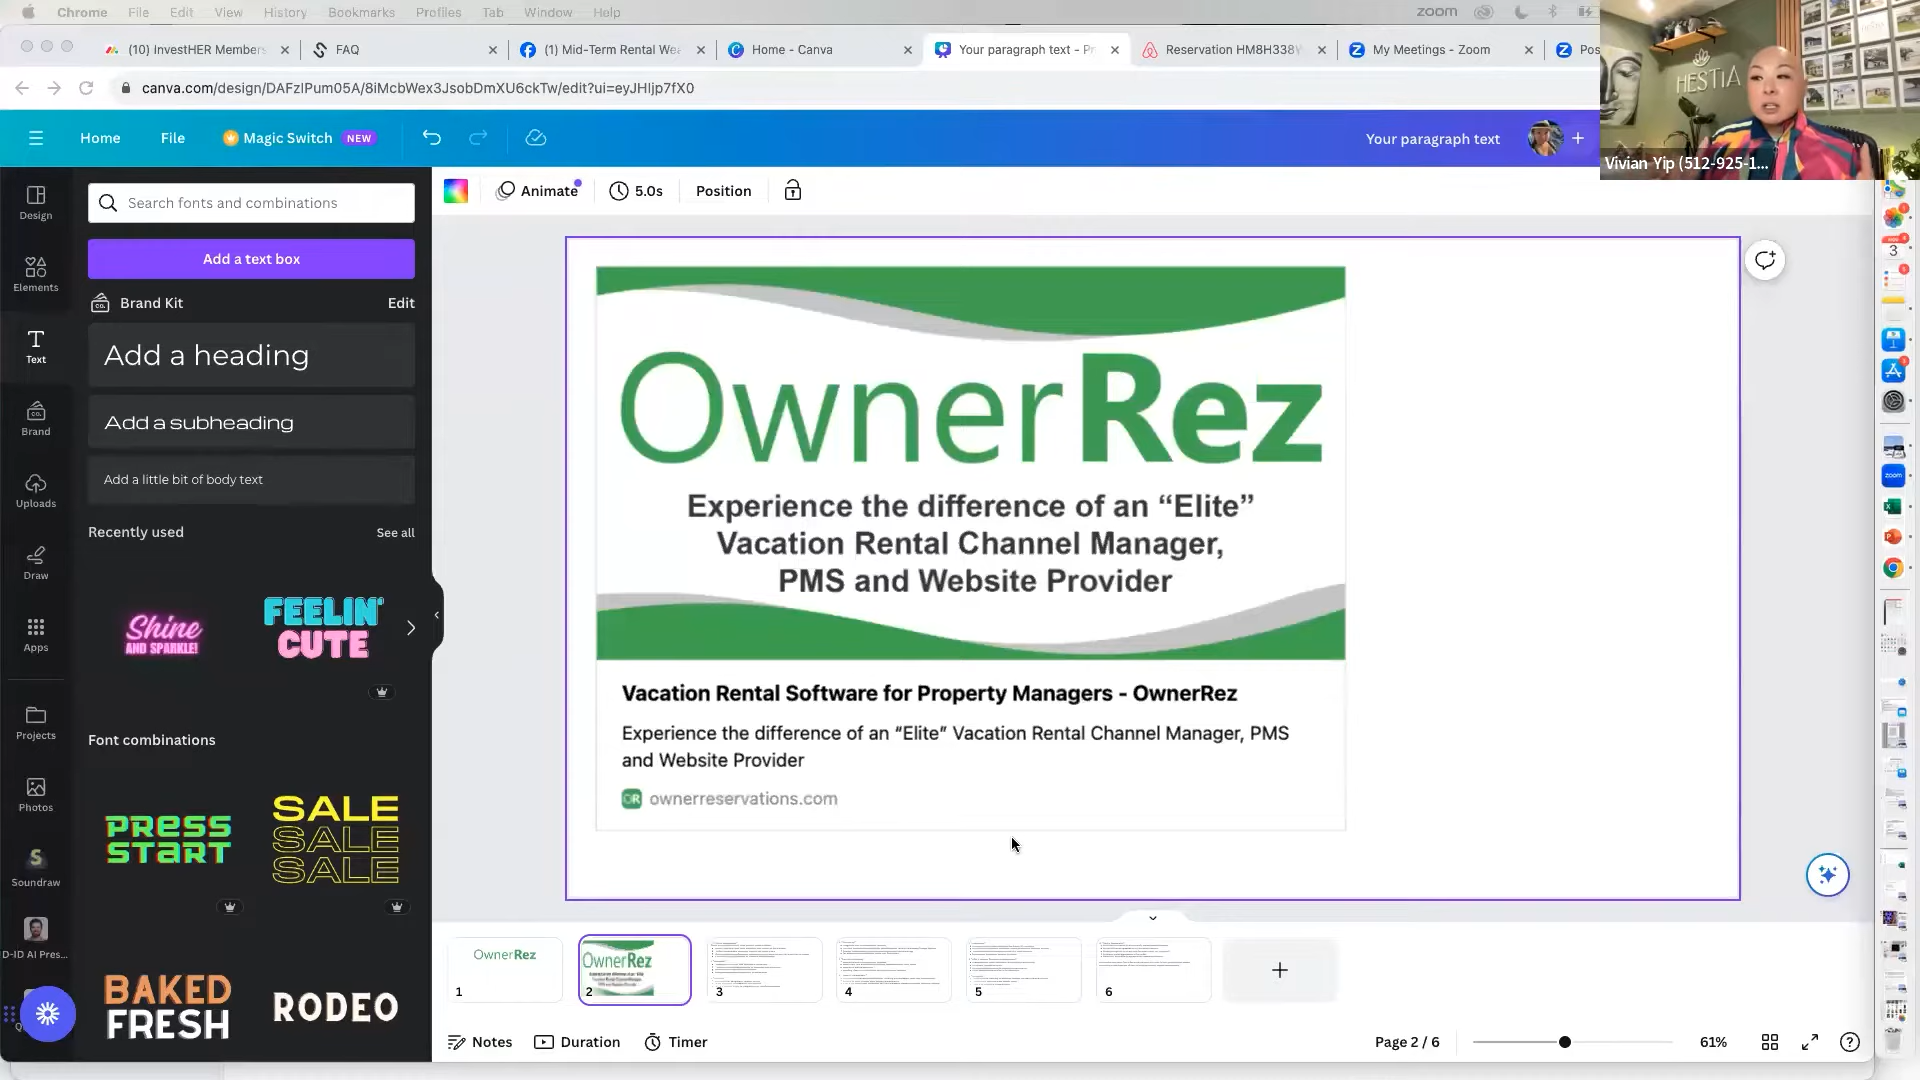 Chrome File Edit View History Bookmarks Profiles Tab Window Help
zoom
(10) InvestHER Members
FAQ
(1) Mid-Term Rental We
Home - Canva
Your paragraph text - Pr
Reservation HM8H338
My Meetings - Zoom
Pos
canva.com/design/DAFzIPum05A/8iMcbWex3JsobDmXU6ckTw/edit?ui=eyJHIjp7fX0
HESTIA
Vivian Yip (512-925-1...
Home
File
Magic Switch NEW
Your paragraph text
Design
Elements
Text
Brand
Uploads
Draw
Apps
Projects
Photos
Soundraw
D-ID AI Pres...
Search fonts and combinations
Add a text box
Brand Kit
Edit
Add a heading
Add a subheading
Add a little bit of body text
Recently used
See all
Shine
AND SPARKLE!
FEELIN'
CUTE
Font combinations
PRESS
START
SALE
SALE
SALE
BAKED
FRESH
RODEO
Animate
5.0s
Position
OwnerRez
Experience the difference of an “Elite”
Vacation Rental Channel Manager,
PMS and Website Provider
Vacation Rental Software for Property Managers - OwnerRez
Experience the difference of an “Elite” Vacation Rental Channel Manager, PMS
and Website Provider
OR ownerreservations.com
OwnerRez
1
OwnerRez
2
3
4
5
6
Notes
Duration
Timer
Page 2 / 6
61%
3
zoom